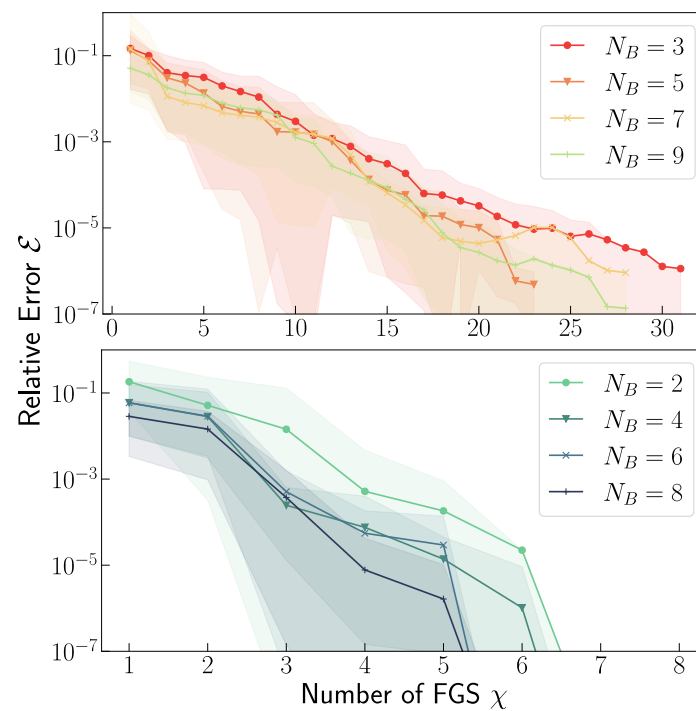 10⁻¹
10⁻³
10⁻⁵
10⁻⁷
0 5 10 15 20 25 30
N_B = 3
N_B = 5
N_B = 7
N_B = 9
Relative Error ℰ
10⁻¹
10⁻³
10⁻⁵
10⁻⁷
1 2 3 4 5 6 7 8
N_B = 2
N_B = 4
N_B = 6
N_B = 8
Number of FGS χ